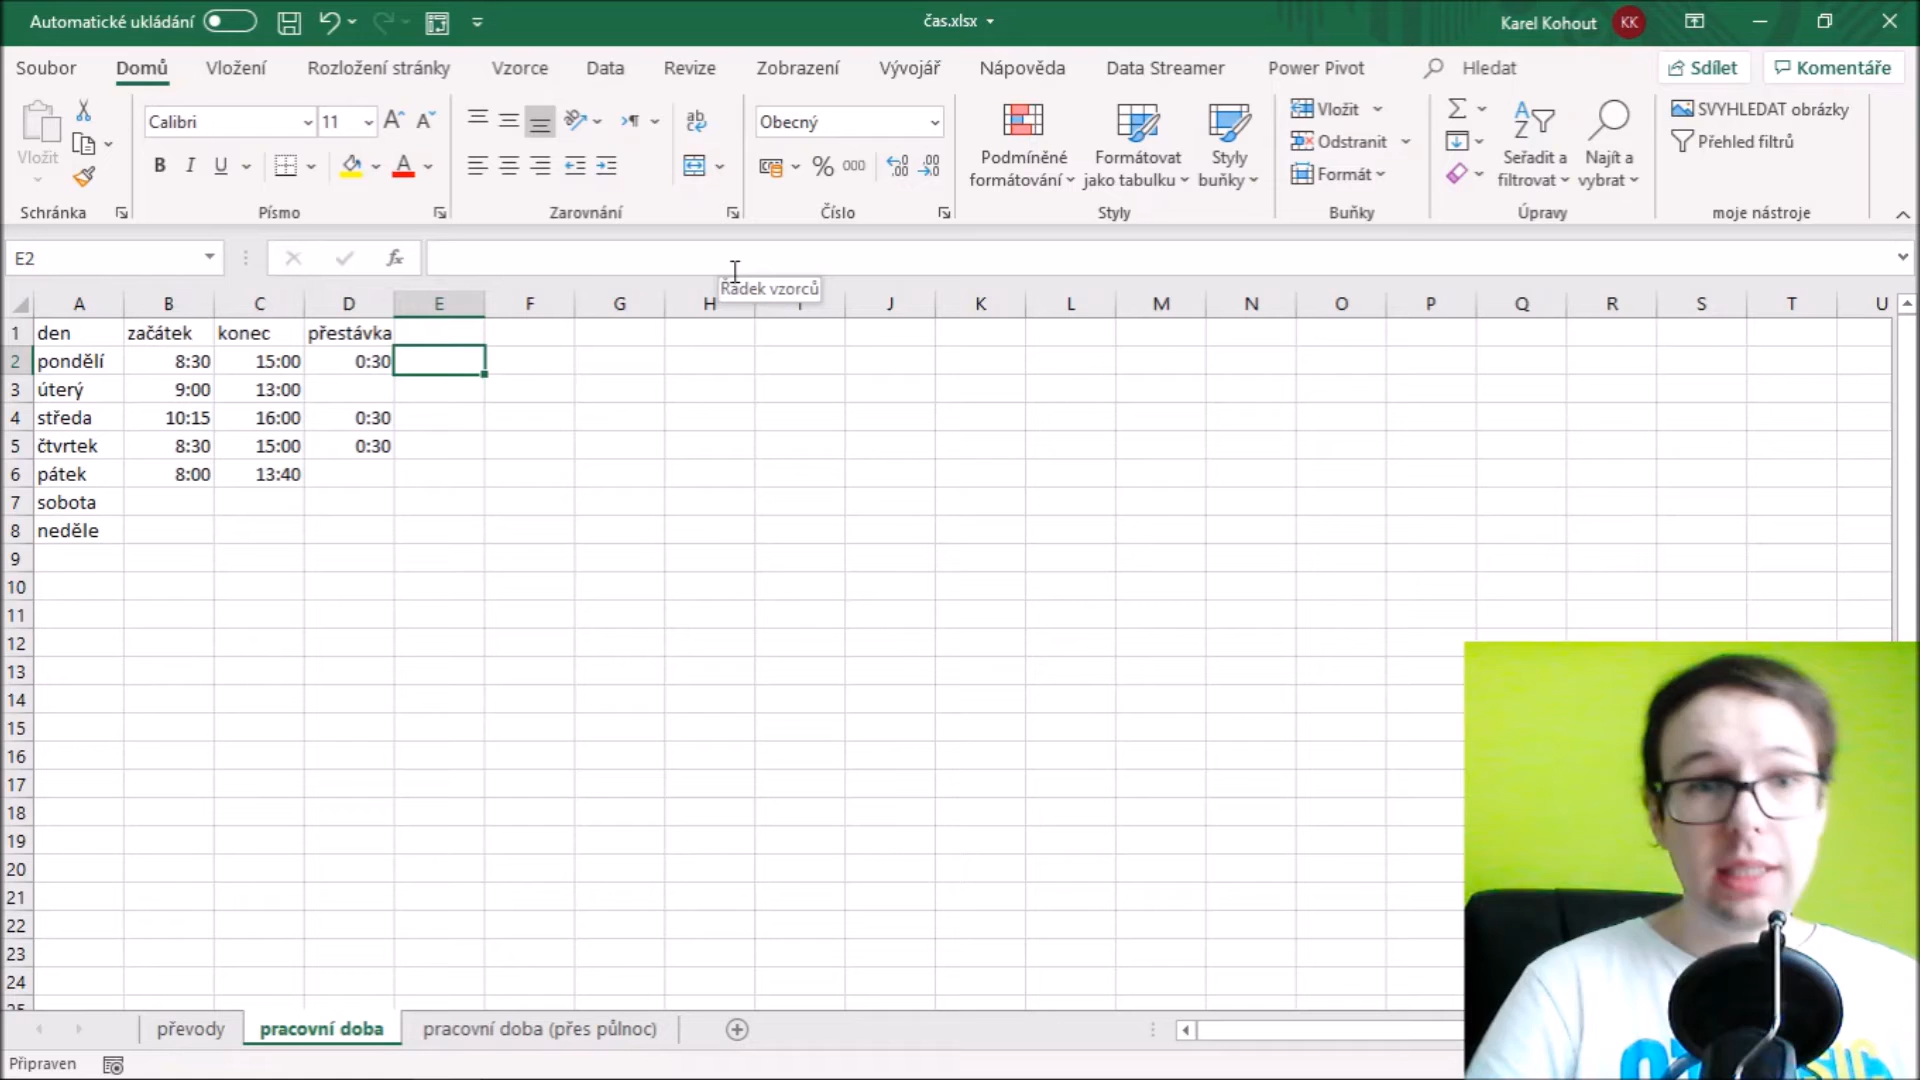 Automatické ukládání
čas.xlsx
Karel Kohout KK
Soubor Domů Vložení Rozložení stránky Vzorce Data Revize Zobrazení Vývojář Nápověda Data Streamer Power Pivot Hledat Sdílet Komentáře
Vložit
Schránka
Calibri 11
B I U
Písmo
ab
Zarovnání
Obecný
% 000
Číslo
Podmíněné formátování
Formátovat jako tabulku
Styly buňky
Styly
Vložit
Odstranit
Formát
Buňky
Seřadit a filtrovat
Najít a vybrat
Úpravy
SVYHLEDAT obrázky
Přehled filtrů
moje nástroje
E2 fx
Řádek vzorců
A B C D E F G H I J K L M N O P Q R S T U
1 den začátek konec přestávka
2 pondělí 8:30 15:00 0:30
3 úterý 9:00 13:00
4 středa 10:15 16:00 0:30
5 čtvrtek 8:30 15:00 0:30
6 pátek 8:00 13:40
7 sobota
8 neděle
9
10
11
12
13
14
15
16
17
18
19
20
21
22
23
24
25
převody pracovní doba pracovní doba (přes půlnoc)
Připraven